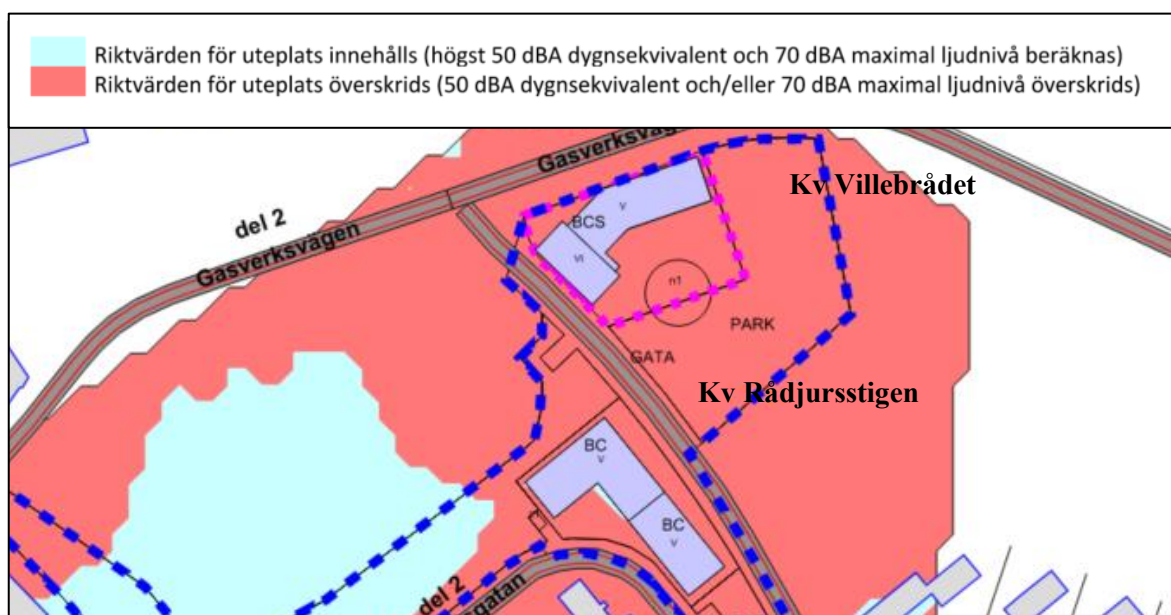 Riktvärden för uteplats innehålls (högst 50 dBA dygnsekvivalent och 70 dBA maximal ljudnivå beräknas)
Riktvärden för uteplats överskrids (50 dBA dygnsekvivalent och/eller 70 dBA maximal ljudnivå överskrids)
Gasverksvä
Kv Villebrådet
del 2
Gasverksvägen
V
BCS
VI
n1
PARK
GATA
Kv Rådjursstigen
BC
V
BC
V
del 2
gatan